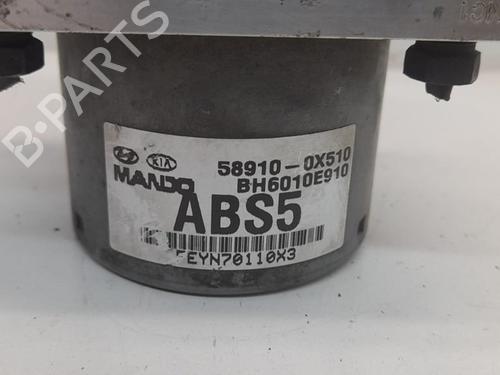 KIA
58910-0X510
MANDO
BH6010E910
ABS5
EYN70110X3
B-PARTS